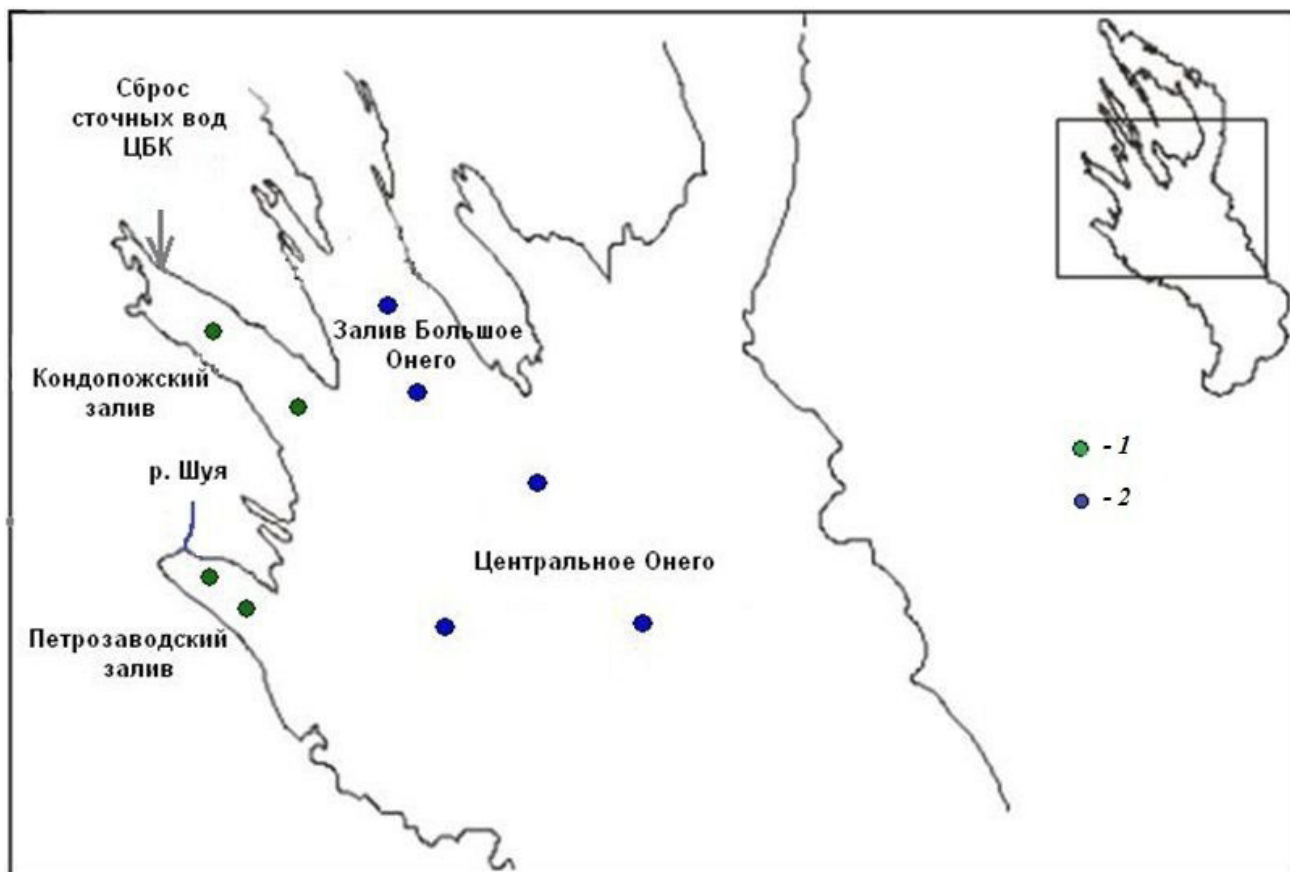 Сброс
сточных вод
ЦБК
Залив Большое
Онего
Кондопожский
залив
- 1
р. Шуя
- 2
Центральное Онего
Петрозаводский
залив